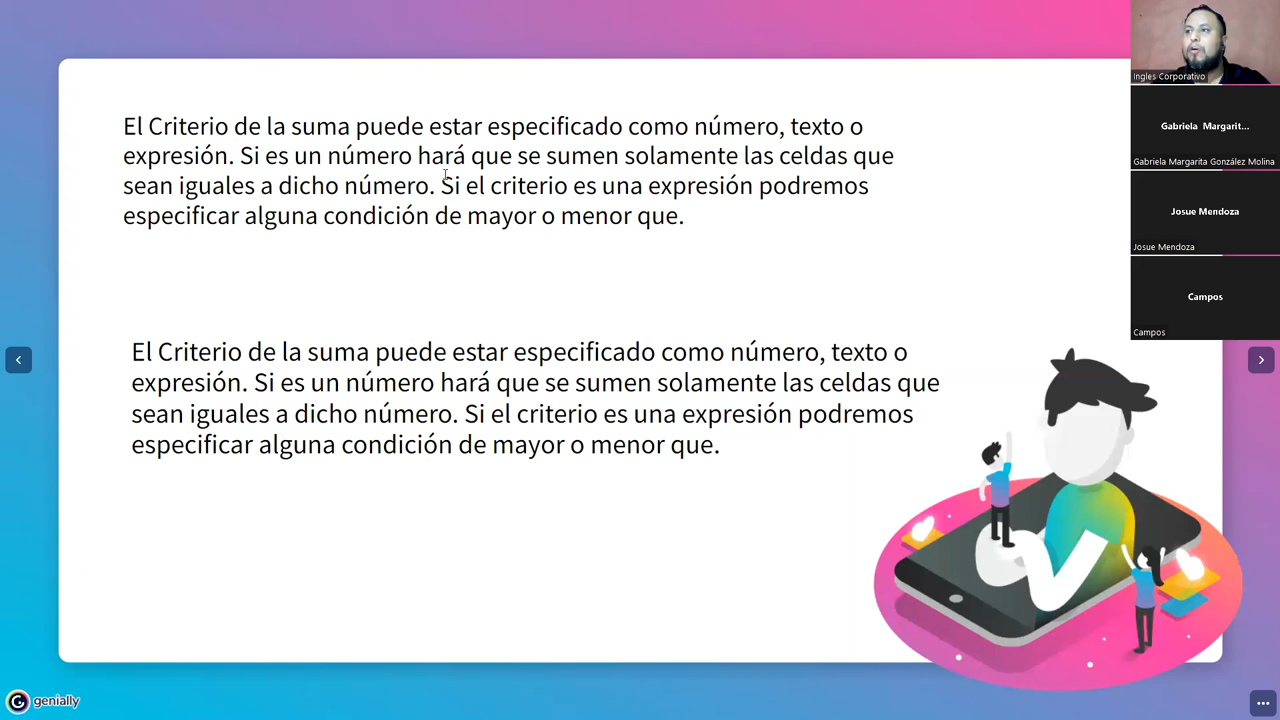 El Criterio de la suma puede estar especificado como número, texto o
expresión. Si es un número hará que se sumen solamente las celdas que
sean iguales a dicho número. Si el criterio es una expresión podremos
especificar alguna condición de mayor o menor que.
El Criterio de la suma puede estar especificado como número, texto o
expresión. Si es un número hará que se sumen solamente las celdas que
sean iguales a dicho número. Si el criterio es una expresión podremos
especificar alguna condición de mayor o menor que.
Ingles Corporativo
Gabriela Margarit...
Gabriela Margarita González Molina
Josue Mendoza
Josue Mendoza
Campos
Campos
genially